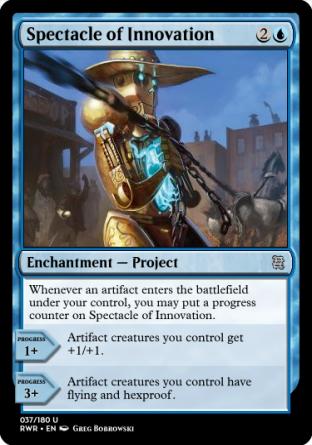 Spectacle of Innovation 2
Enchantment — Project
Whenever an artifact enters the battlefield
under your control, you may put a progress
counter on Spectacle of Innovation.
PROGRESS
1+
Artifact creatures you control get
+1/+1.
PROGRESS
3+
Artifact creatures you control have
flying and hexproof.
037/180 U
RWR • EN Greg Bobrowski